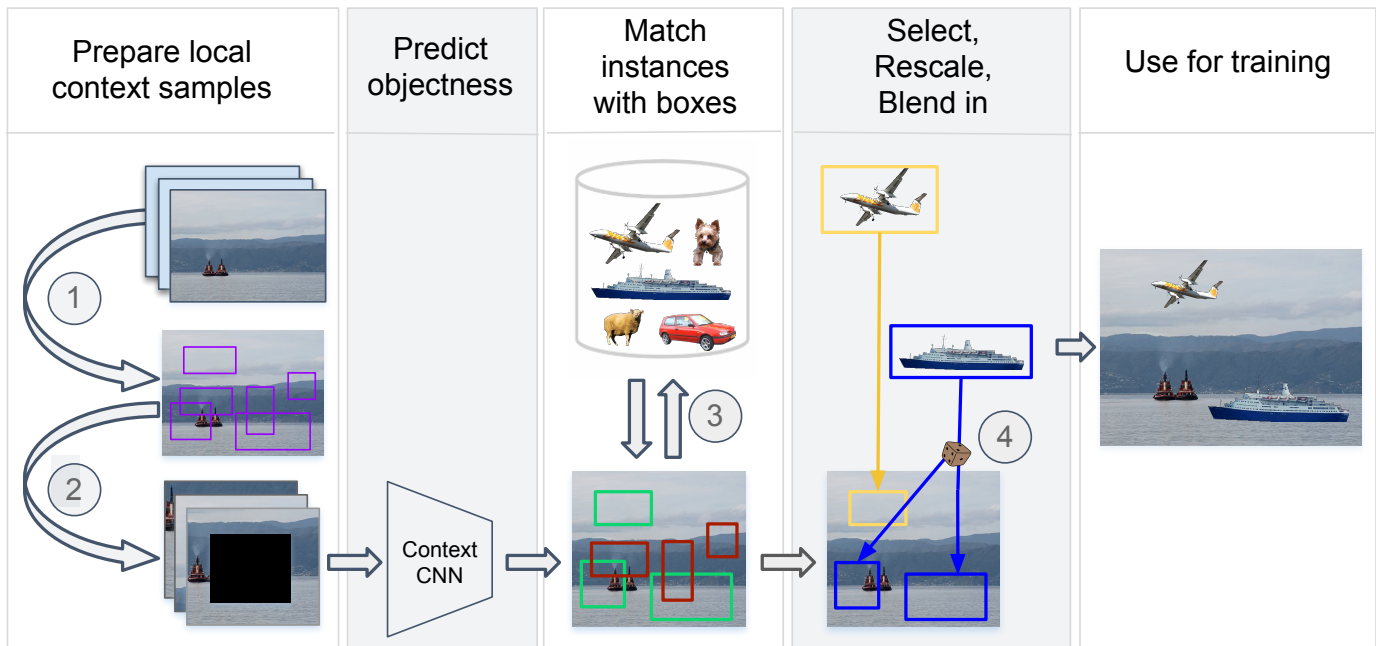 Prepare local
context samples
Predict
objectness
Match
instances
with boxes
Select,
Rescale,
Blend in
Use for training
1
2
Context
CNN
3
4